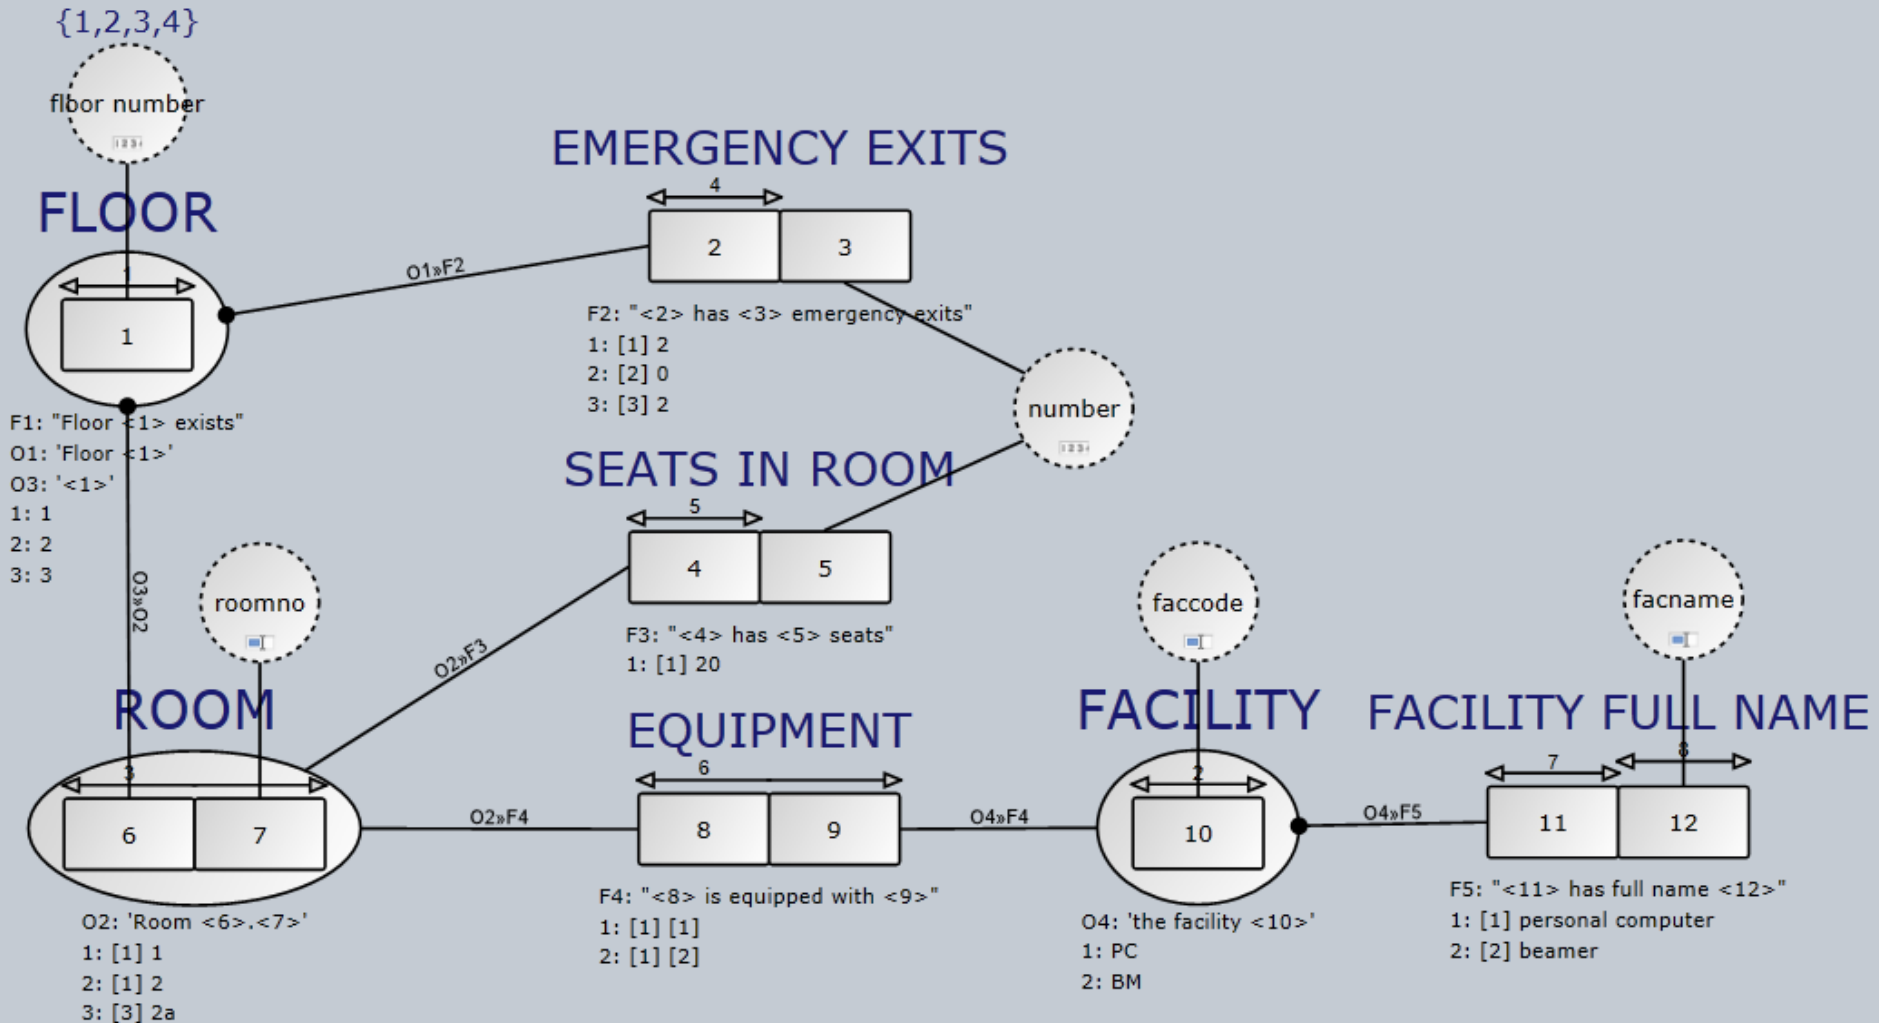 {1,2,3,4}
floor number
1234
FLOOR
1
1
F1: "Floor <1> exists"
O1: 'Floor <1>'
O3: '<1>'
1: 1
2: 2
3: 3
O1»F2
EMERGENCY EXITS
4
2
3
F2: "<2> has <3> emergency exits"
1: [1] 2
2: [2] 0
3: [3] 2
number
1234
SEATS IN ROOM
5
4
5
F3: "<4> has <5> seats"
1: [1] 20
O3»O2
roomno
O2»F3
ROOM
3
6
7
O2: 'Room <6>.<7>'
1: [1] 1
2: [1] 2
3: [3] 2a
O2»F4
EQUIPMENT
6
8
9
F4: "<8> is equipped with <9>"
1: [1] [1]
2: [1] [2]
O4»F4
faccode
FACILITY
2
10
O4: 'the facility <10>'
1: PC
2: BM
O4»F5
facname
FACILITY FULL NAME
7
8
11
12
F5: "<11> has full name <12>"
1: [1] personal computer
2: [2] beamer